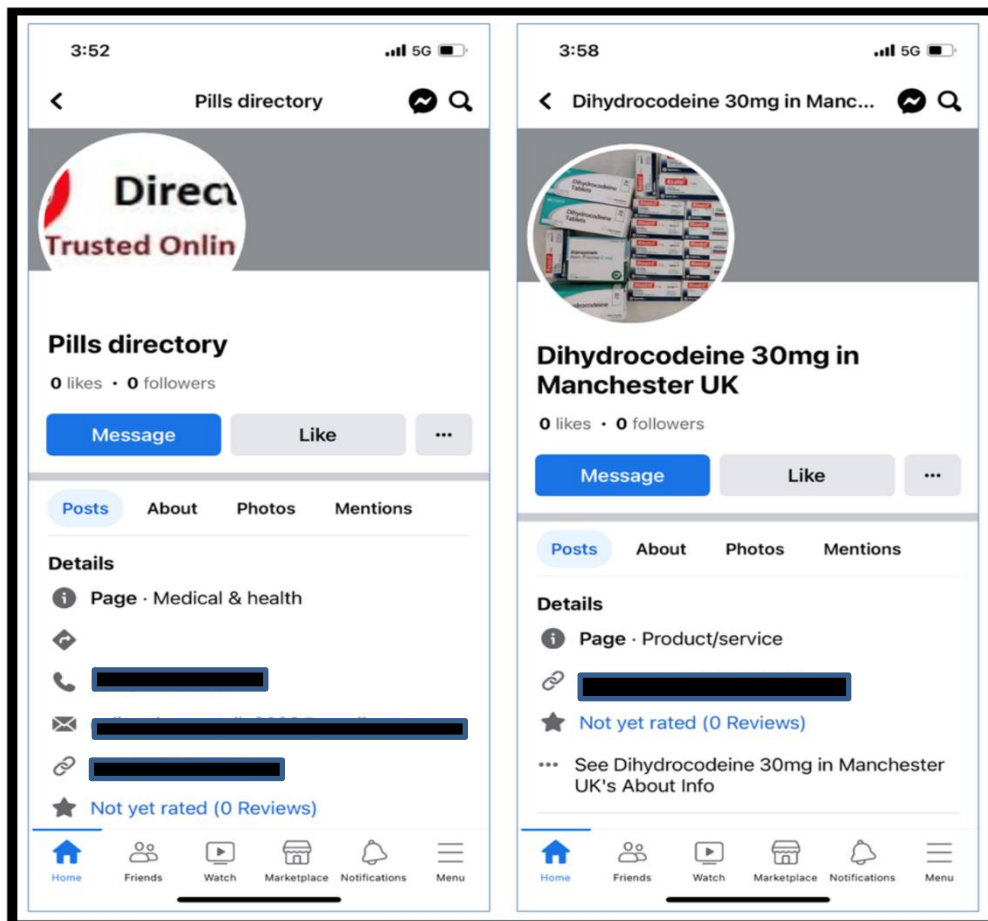 3:52
5G
Pills directory
Direct
Trusted Onlin
Pills directory
0 likes · 0 followers
Message
Like
Posts
About
Photos
Mentions
Details
Page · Medical & health
Not yet rated (0 Reviews)
Home
Friends
Watch
Marketplace
Notifications
Menu
3:58
5G
Dihydrocodeine 30mg in Manc...
Dihydrocodeine
Tablets
Dihydrocodeine
Tablets
Dihydrocodeine 30mg in
Manchester UK
0 likes · 0 followers
Message
Like
Posts
About
Photos
Mentions
Details
Page · Product/service
Not yet rated (0 Reviews)
See Dihydrocodeine 30mg in Manchester
UK's About Info
Home
Friends
Watch
Marketplace
Notifications
Menu